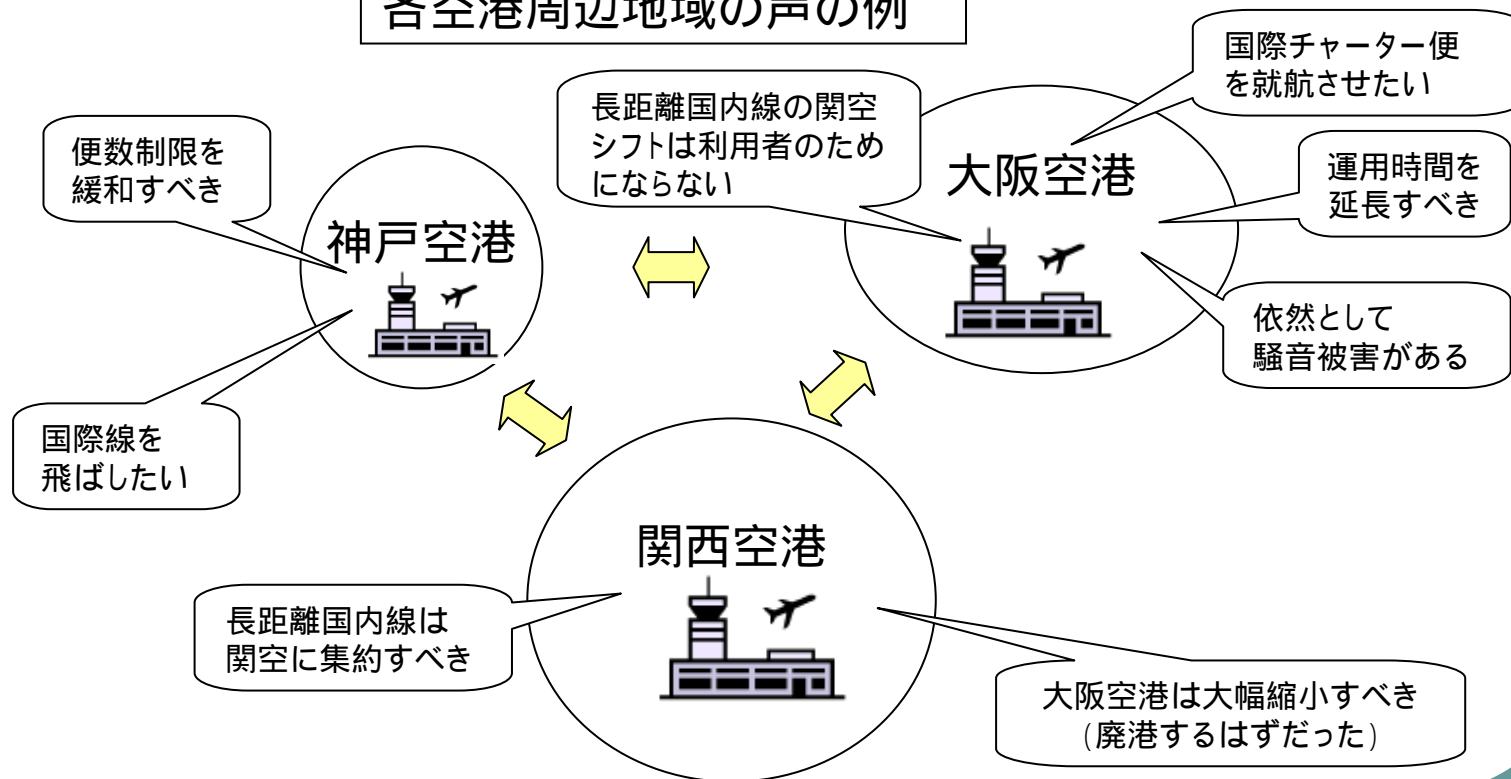 各空港周辺地域の声の例
国際チャーター便
を就航させたい
長距離国内線の関空
シフトは利用者のため
にならない
便数制限を
緩和すべき
大阪空港
運用時間を
延長すべき
神戸空港
依然として
騒音被害がある
国際線を
飛ばしたい
関西空港
長距離国内線は
関空に集約すべき
大阪空港は大幅縮小すべき
(廃港するはずだった)